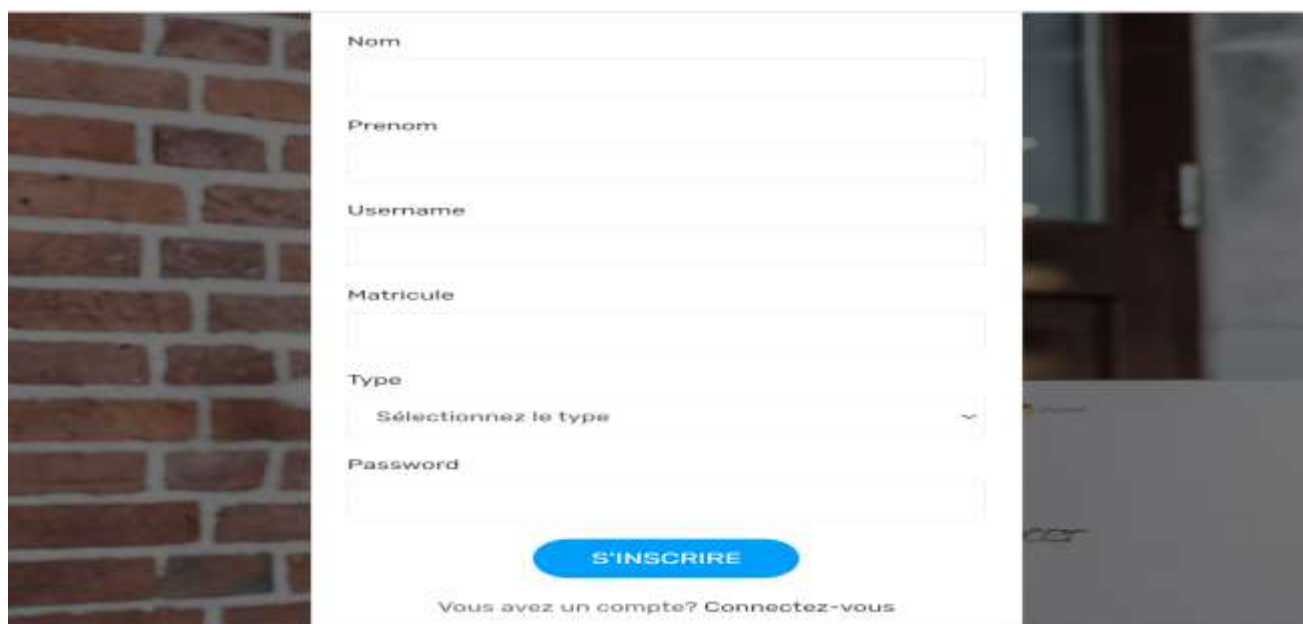 Nom
Prenom
Username
Matricule
Type
Sélectionnez le type
Password
S'INSCRIRE
Vous avez un compte? Connectez-vous